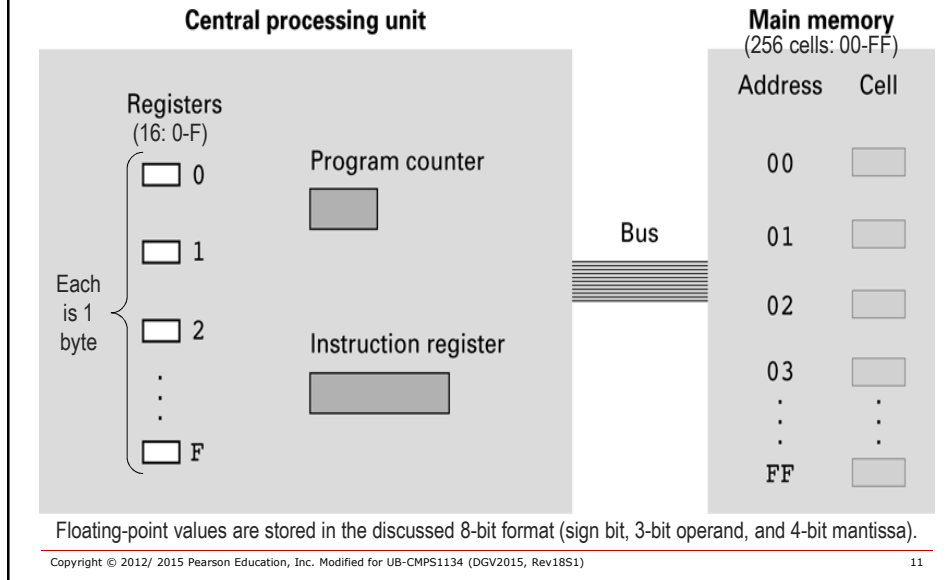 Central processing unit
Main memory
(256 cells: 00-FF)
Address Cell
Registers
(16: 0-F)
0
1
2
F
Each
is 1
byte
Program counter
Instruction register
Bus
00
01
02
03
FF
Floating-point values are stored in the discussed 8-bit format (sign bit, 3-bit operand, and 4-bit mantissa).
Copyright © 2012/ 2015 Pearson Education, Inc. Modified for UB-CMPS1134 (DGV2015, Rev18S1) 11